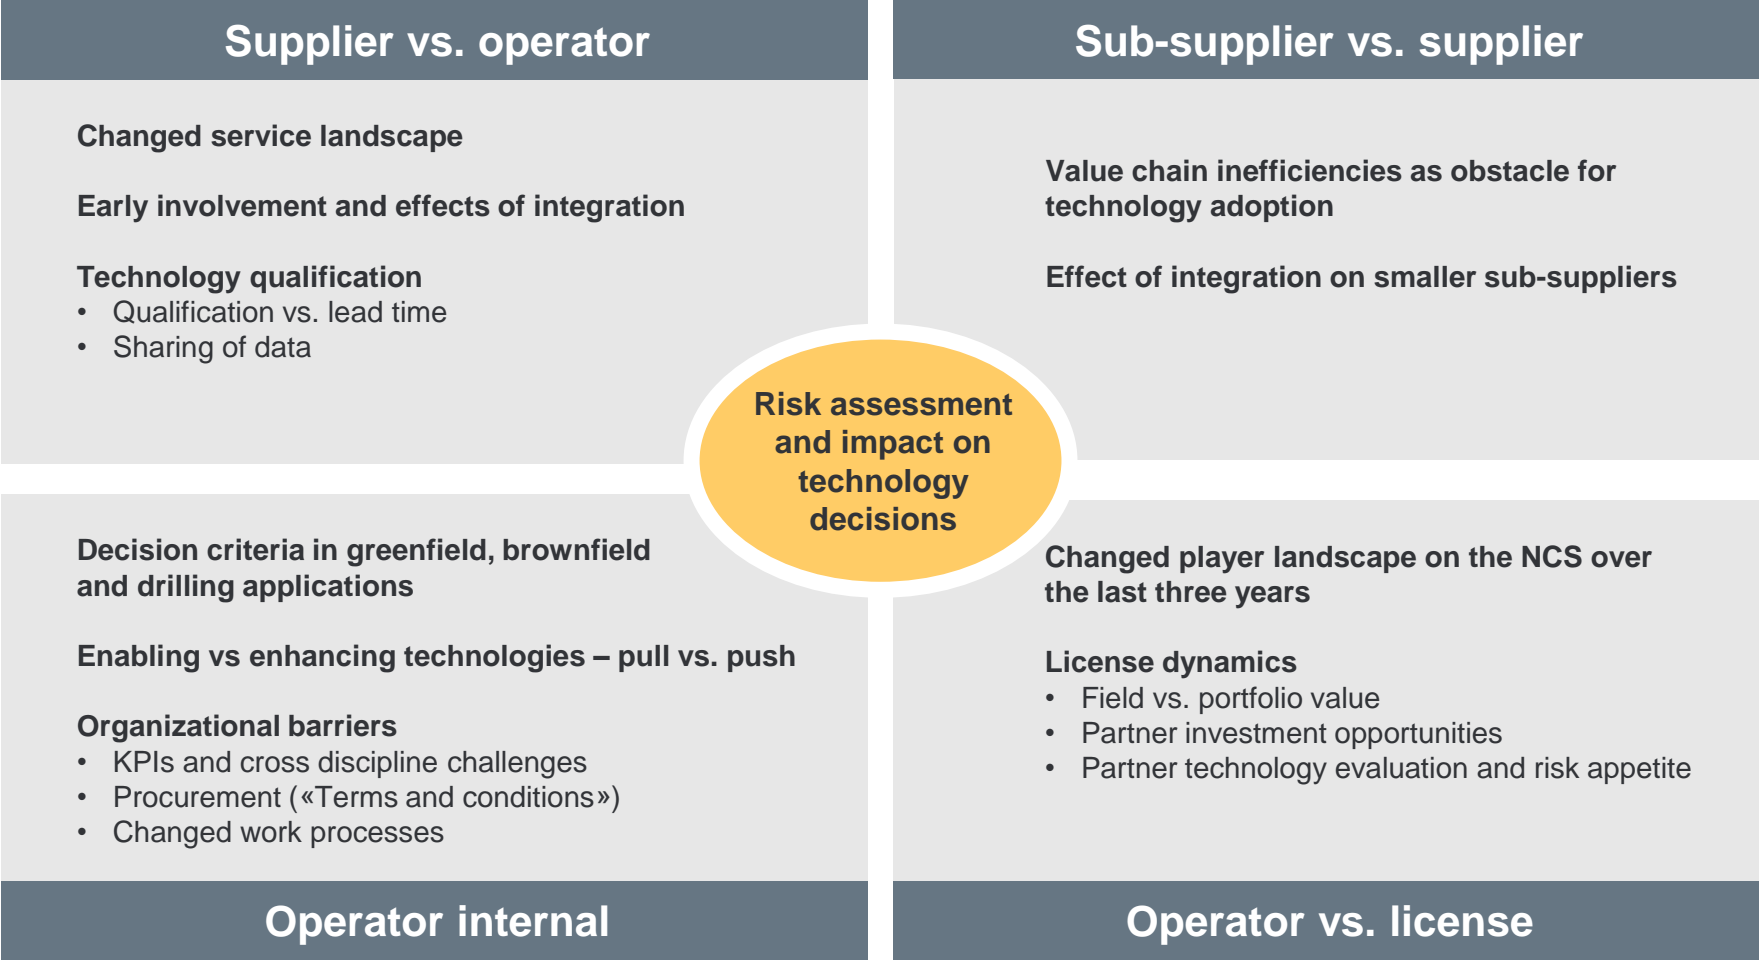 Supplier vs. operator
Changed service landscape
Early involvement and effects of integration
Technology qualification
• Qualification vs. lead time
• Sharing of data
Sub-supplier vs. supplier
Value chain inefficiencies as obstacle for
technology adoption
Effect of integration on smaller sub-suppliers
Risk assessment
and impact on
technology
decisions
Decision criteria in greenfield, brownfield
and drilling applications
Enabling vs enhancing technologies – pull vs. push
Organizational barriers
• KPIs and cross discipline challenges
• Procurement («Terms and conditions»)
• Changed work processes
Operator internal
Changed player landscape on the NCS over
the last three years
License dynamics
• Field vs. portfolio value
• Partner investment opportunities
• Partner technology evaluation and risk appetite
Operator vs. license